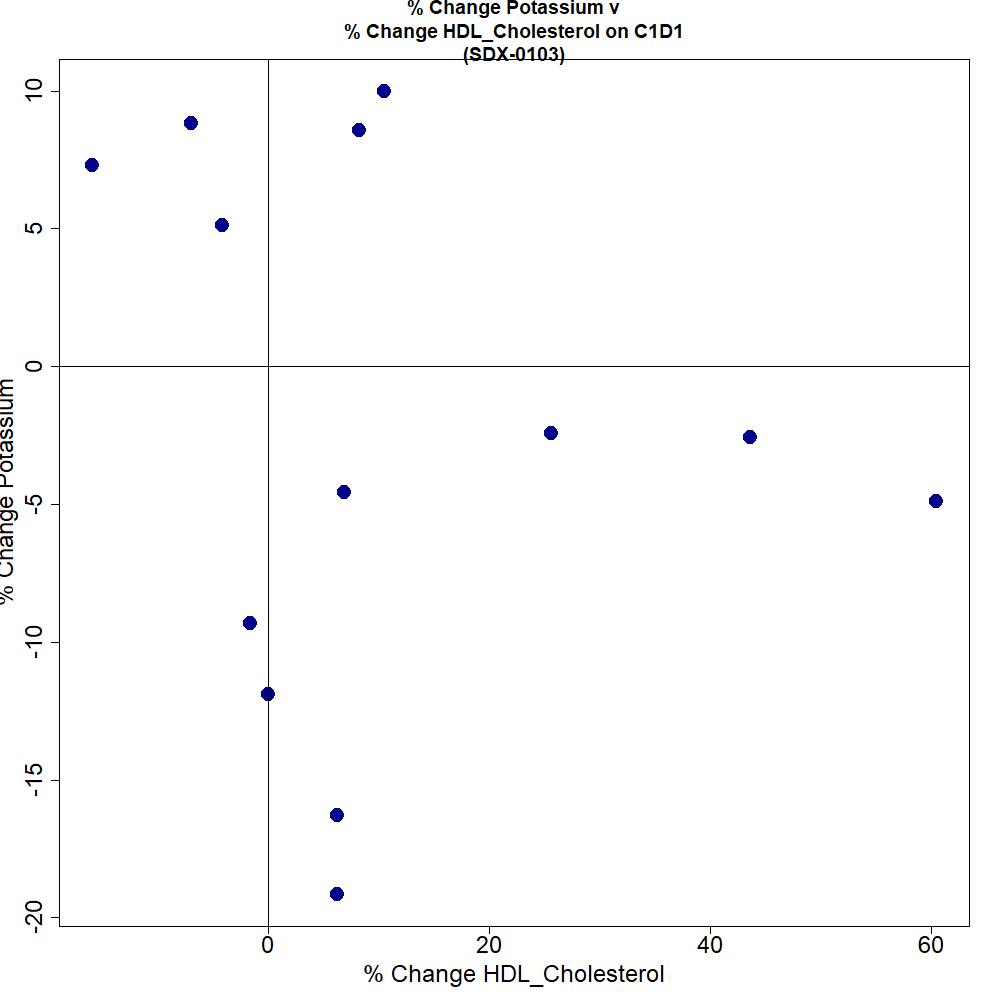 % Change Potassium v
% Change HDL_Cholesterol on C1D1
(SDX-0103)
10
5
0
-5
-10
-15
-20
% Change Potassium
0
20
40
60
% Change HDL_Cholesterol